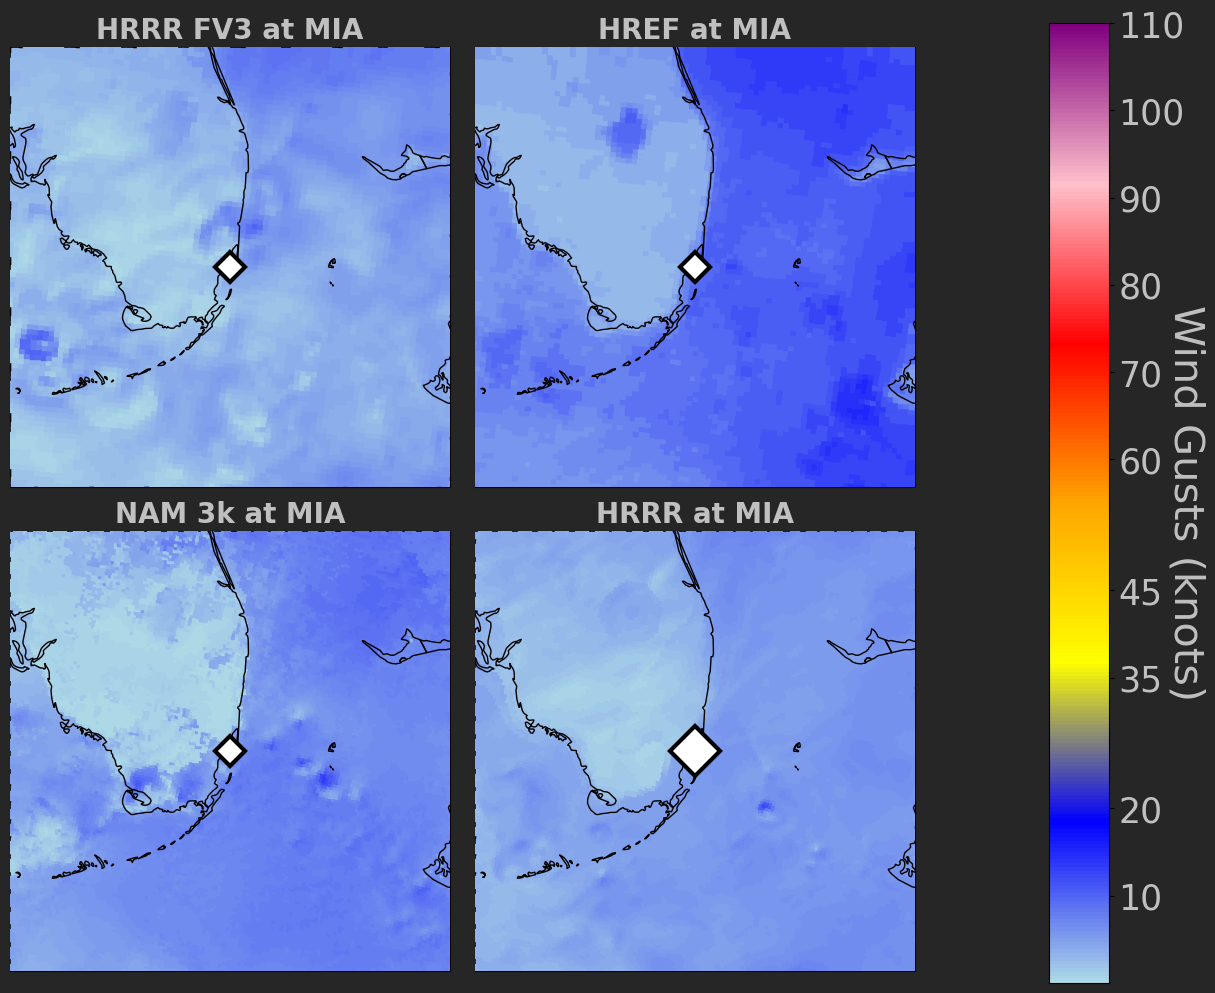 HRRR FV3 at MIA
HREF at MIA
NAM 3k at MIA
HRRR at MIA
110
100
90
80
70
60
45
35
20
10
Wind Gusts (knots)